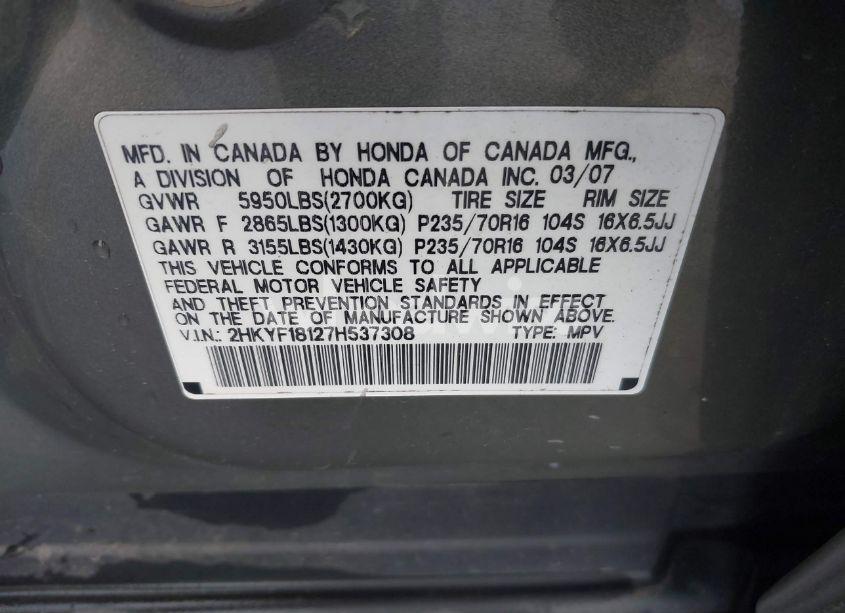 MFD. IN CANADA BY HONDA OF CANADA MFG.,
A DIVISION OF HONDA CANADA INC. 03/07
GVWR 5950LBS(2700KG) TIRE SIZE RIM SIZE
GAWR F 2865LBS(1300KG) P235/70R16 104S 16X6.5JJ
GAWR R 3155LBS(1430KG) P235/70R16 104S 16X6.5JJ
THIS VEHICLE CONFORMS TO ALL APPLICABLE
FEDERAL MOTOR VEHICLE SAFETY
AND THEFT PREVENTION STANDARDS IN EFFECT
ON THE DATE OF MANUFACTURE SHOWN ABOVE.
V.I.N.: 2HKYF18127H537308 TYPE: MPV